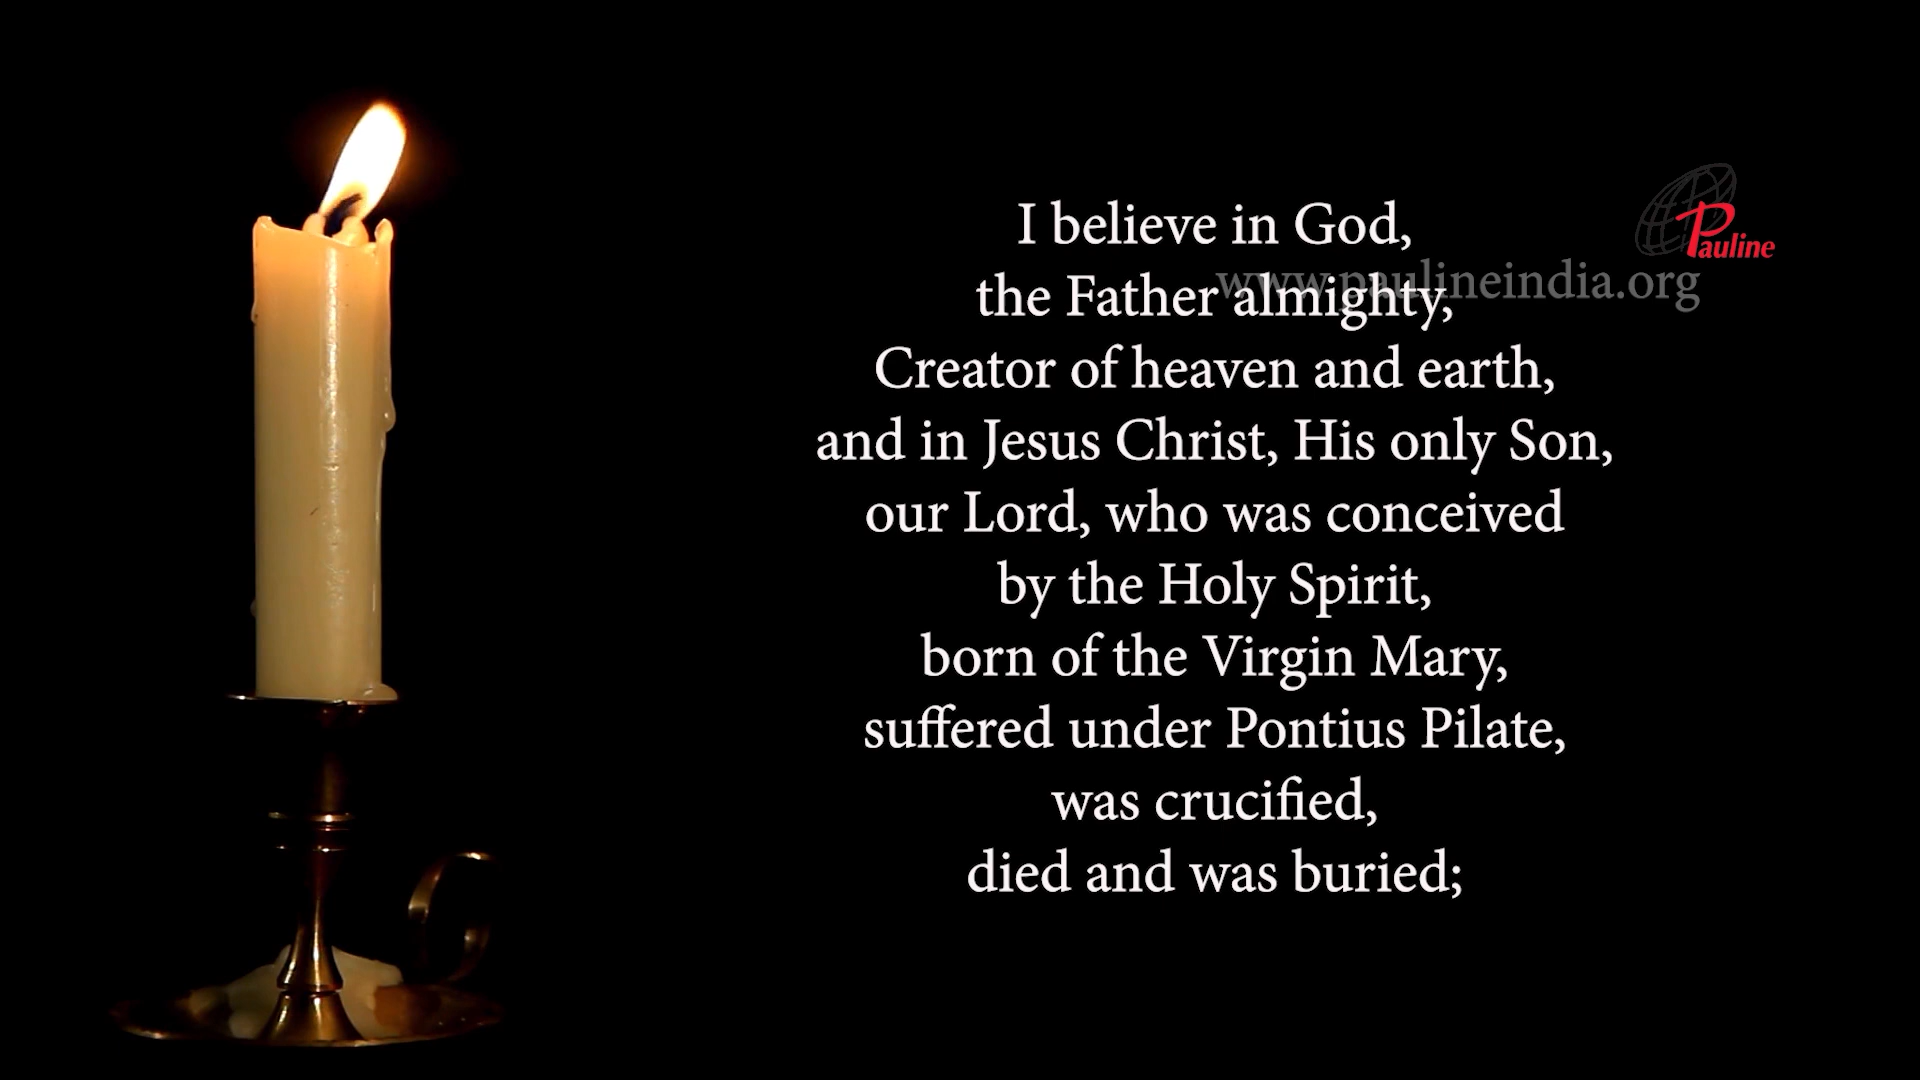 I believe in God,
Pauline
www.paulineindia.org
the Father almighty,
Creator of heaven and earth,
and in Jesus Christ, His only Son,
our Lord, who was conceived
by the Holy Spirit,
born of the Virgin Mary,
suffered under Pontius Pilate,
was crucified,
died and was buried;